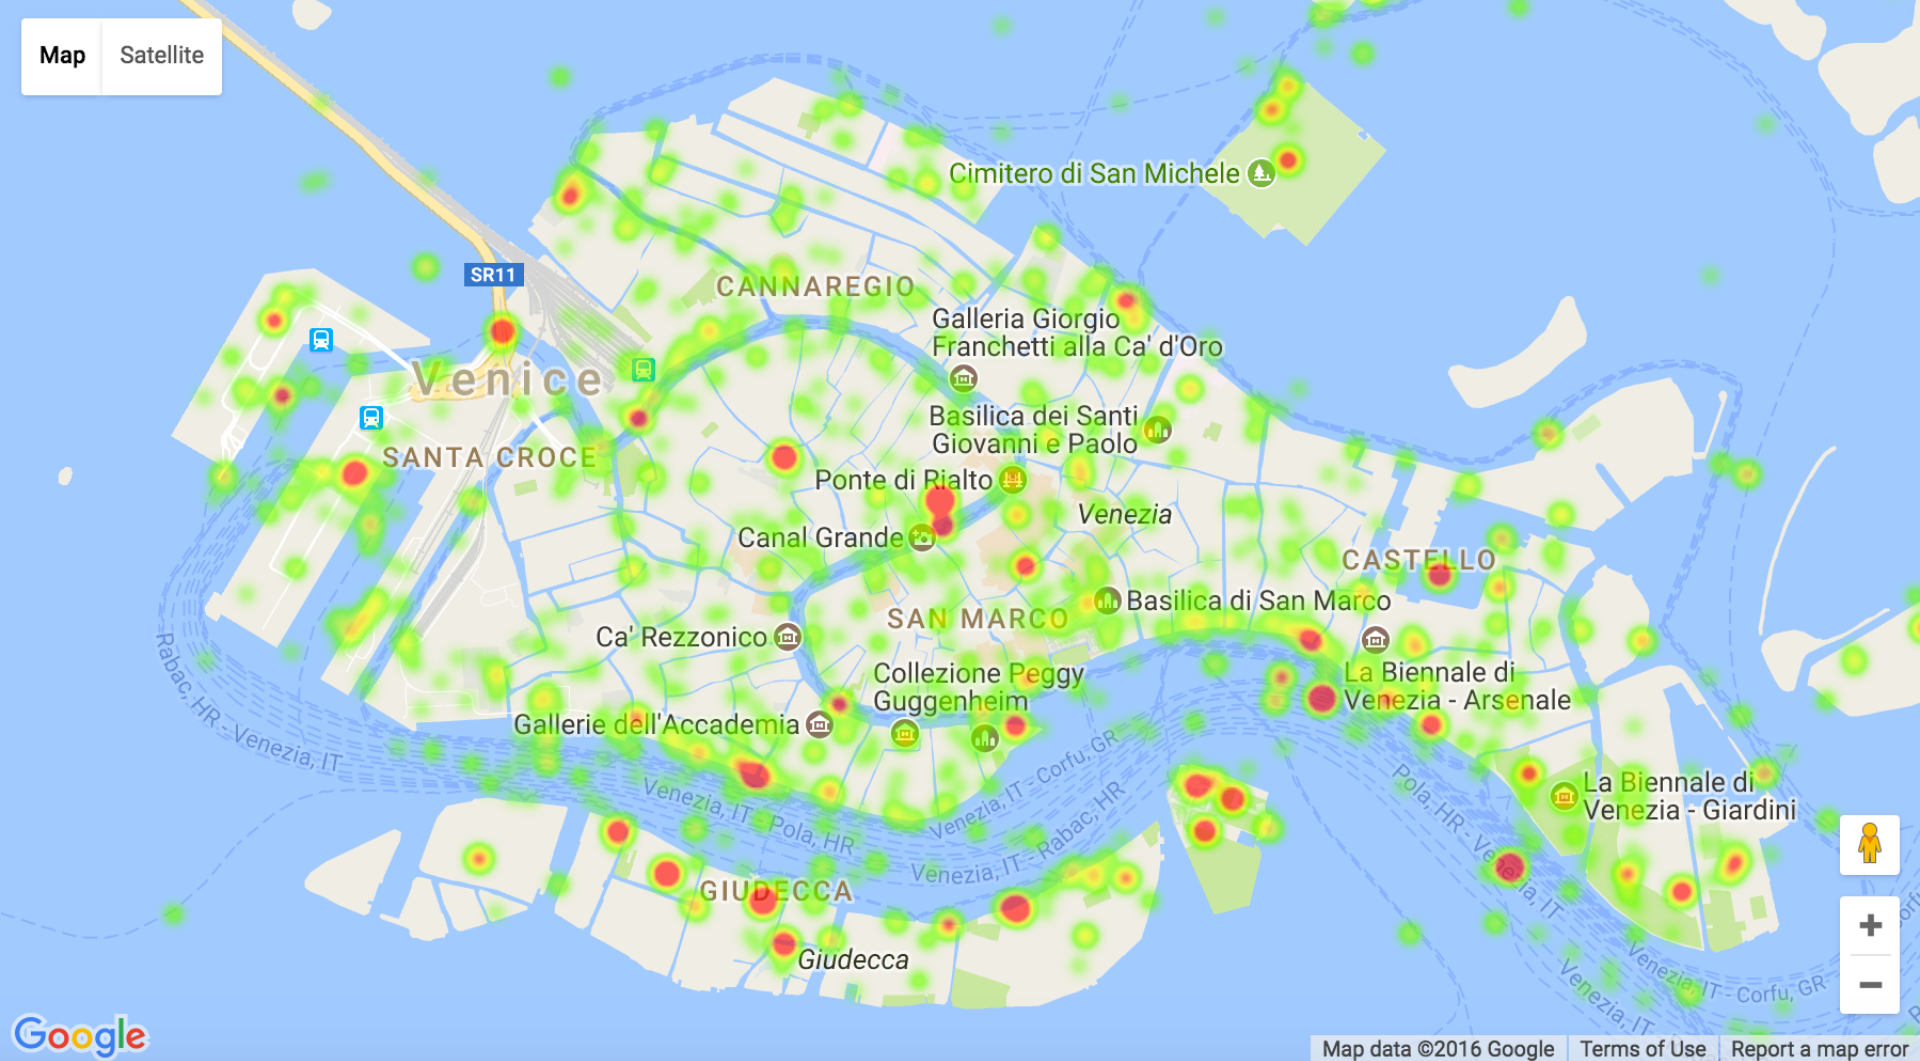 Map
Satellite
Cimitero di San Michele
SR11
CANNAREGIO
Galleria Giorgio
Franchetti alla Ca' d'Oro
Venice
Basilica dei Santi
Giovanni e Paolo
SANTA CROCE
Ponte di Rialto
Venezia
Canal Grande
CASTELLO
Basilica di San Marco
SAN MARCO
Ca' Rezzonico
Rabac, HR - Venezia, IT
Collezione Peggy
Guggenheim
La Biennale di
Venezia - Arsenale
Gallerie dell'Accademia
Venezia, IT - Corfu, GR
Venezia, IT - Pola, HR
Venezia, IT - Rabac, HR
Pola, HR - Venezia, IT
La Biennale di
Venezia - Giardini
GIUDECCA
Giudecca
Venezia, IT - Corfu, GR
Venezia, IT
Google
Map data ©2016 Google
Terms of Use
Report a map error